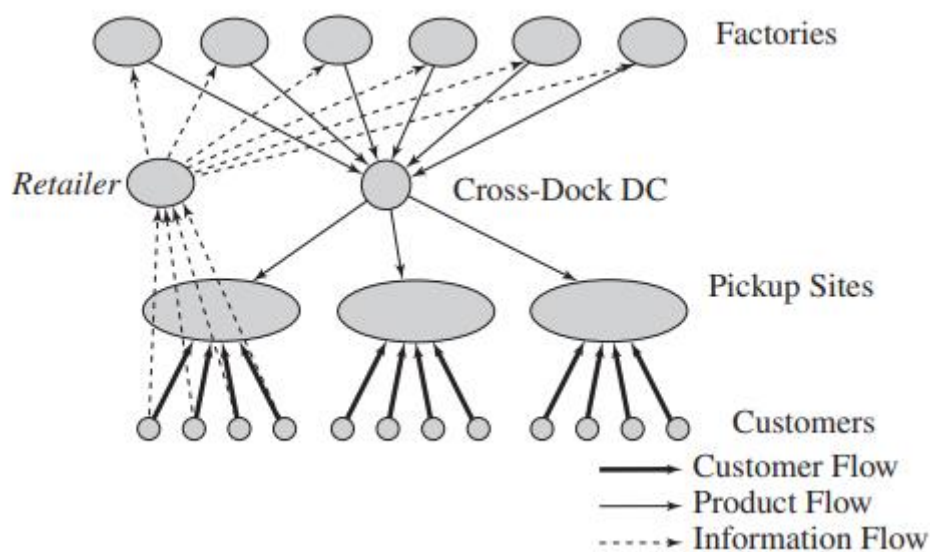 Factories
Retailer
Cross-Dock DC
Pickup Sites
Customers
Customer Flow
Product Flow
Information Flow